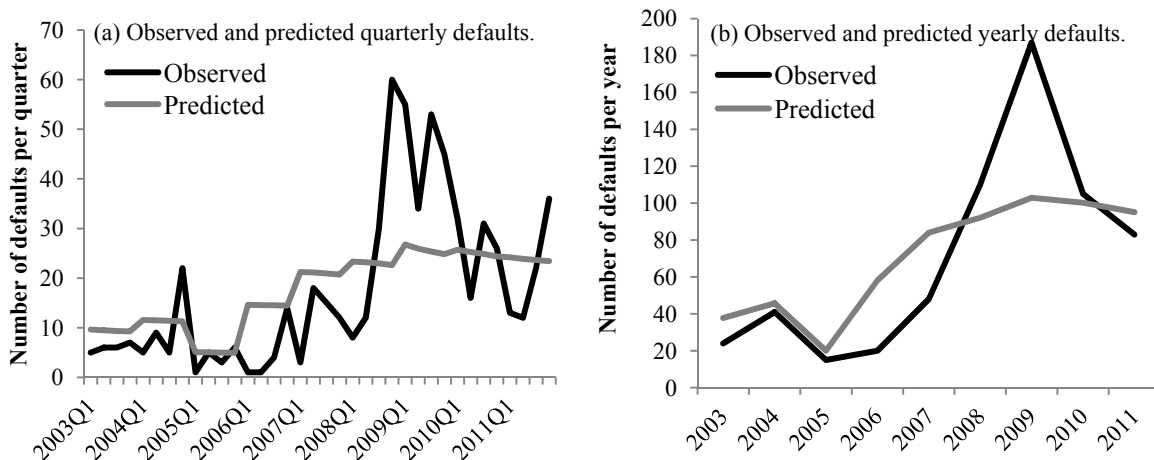 (a) Observed and predicted quarterly defaults.
Observed
Predicted
Number of defaults per quarter
70
60
50
40
30
20
10
0
2003Q1
2004Q1
2005Q1
2006Q1
2007Q1
2008Q1
2009Q1
2010Q1
2011Q1
(b) Observed and predicted yearly defaults.
Observed
Predicted
Number of defaults per year
200
180
160
140
120
100
80
60
40
20
0
2003
2004
2005
2006
2007
2008
2009
2010
2011